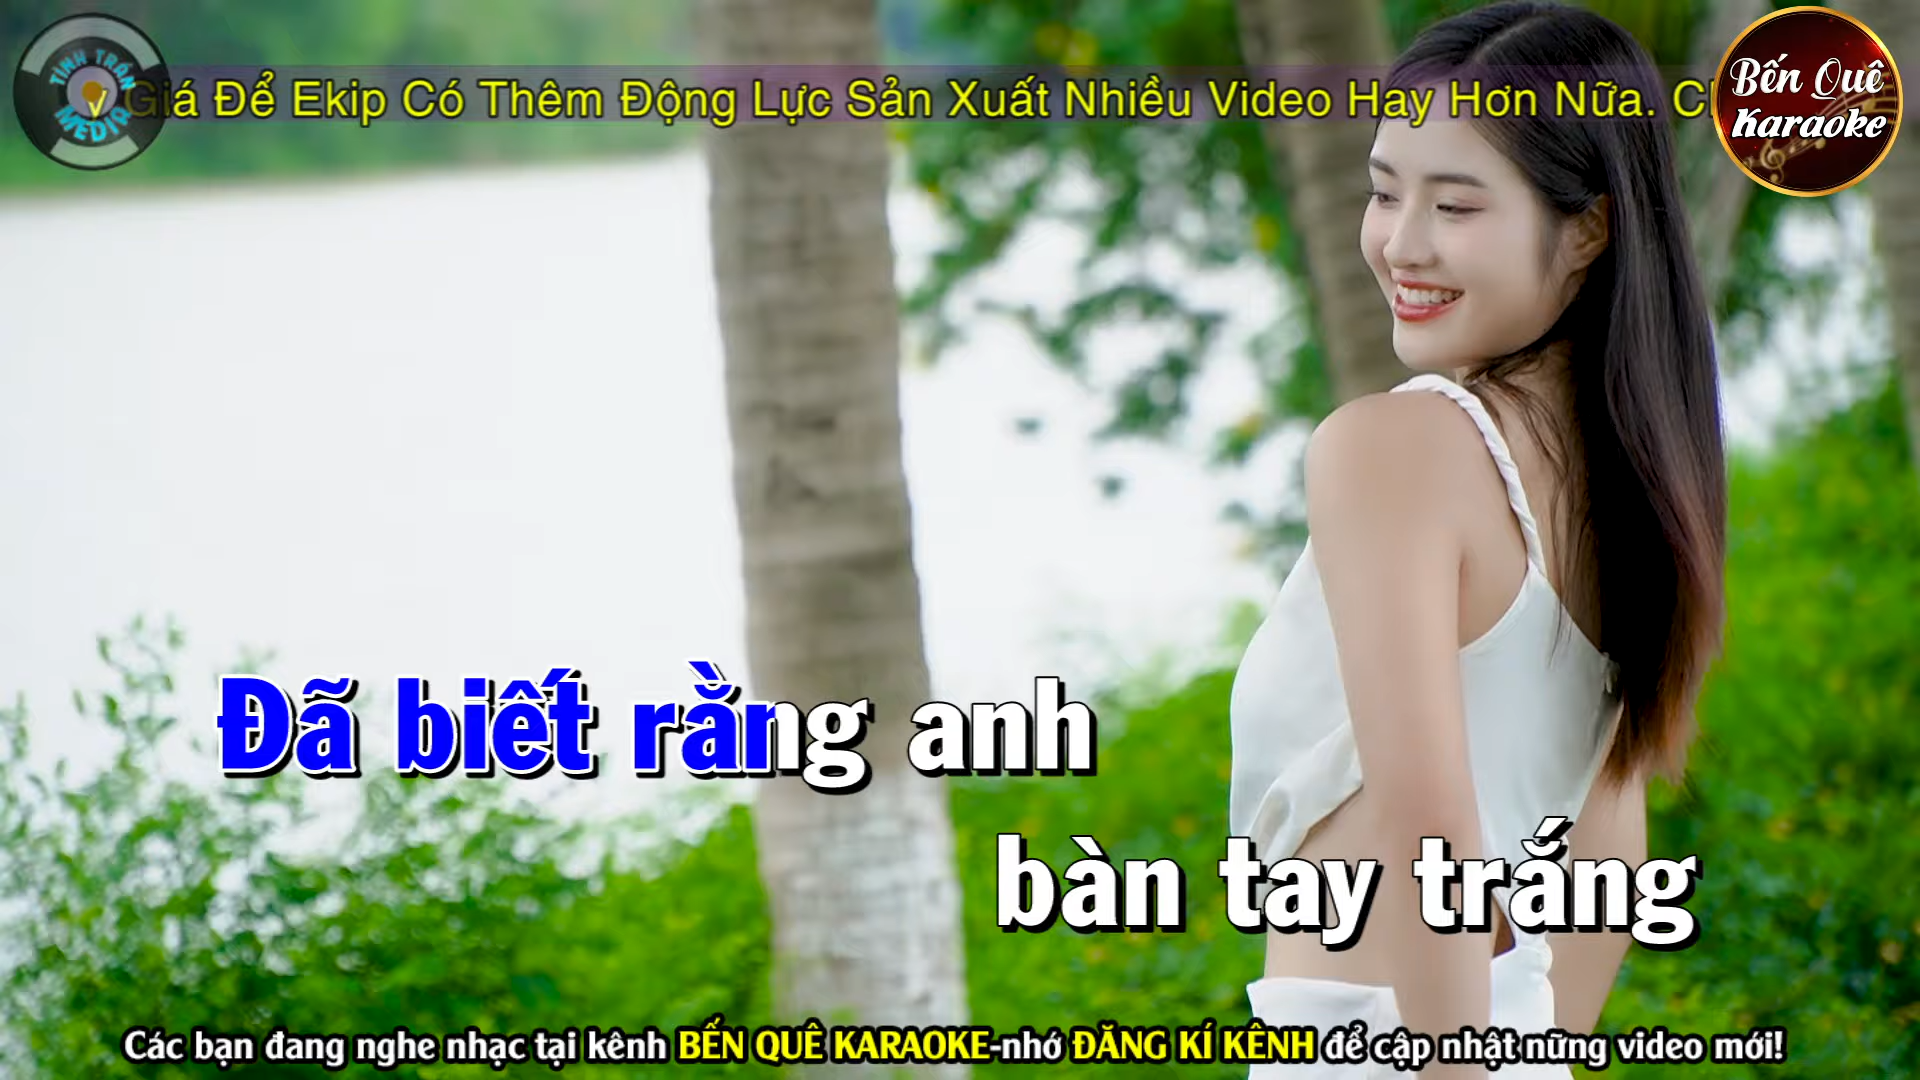 TÌNH TRẦN
MEDIA
Giá Để Ekip Có Thêm Động Lực Sản Xuất Nhiều Video Hay Hơn Nữa.
Bến Quê
Karaoke
Đã biết rằng anh
bàn tay trắng
Các bạn đang nghe nhạc tại kênh BẾN QUÊ KARAOKE-nhớ ĐĂNG KÍ KÊNH để cập nhật nững video mới!